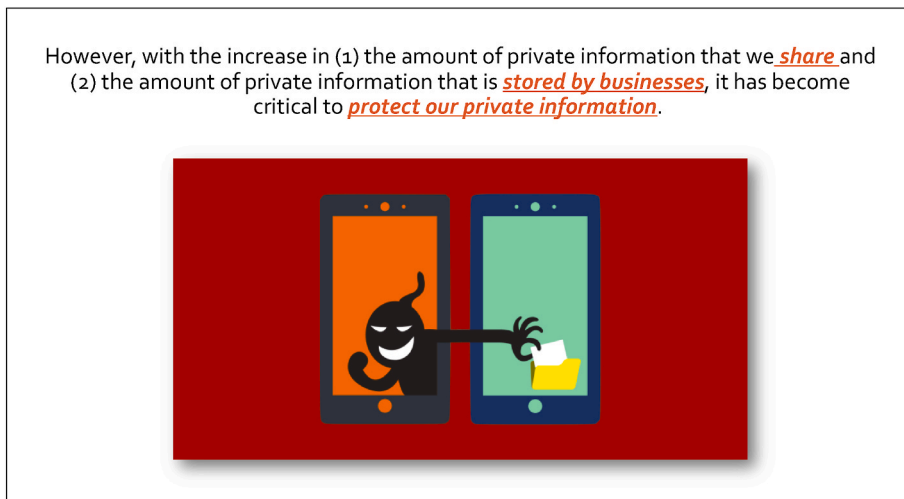 However, with the increase in (1) the amount of private information that we share and
(2) the amount of private information that is stored by businesses, it has become
critical to protect our private information.